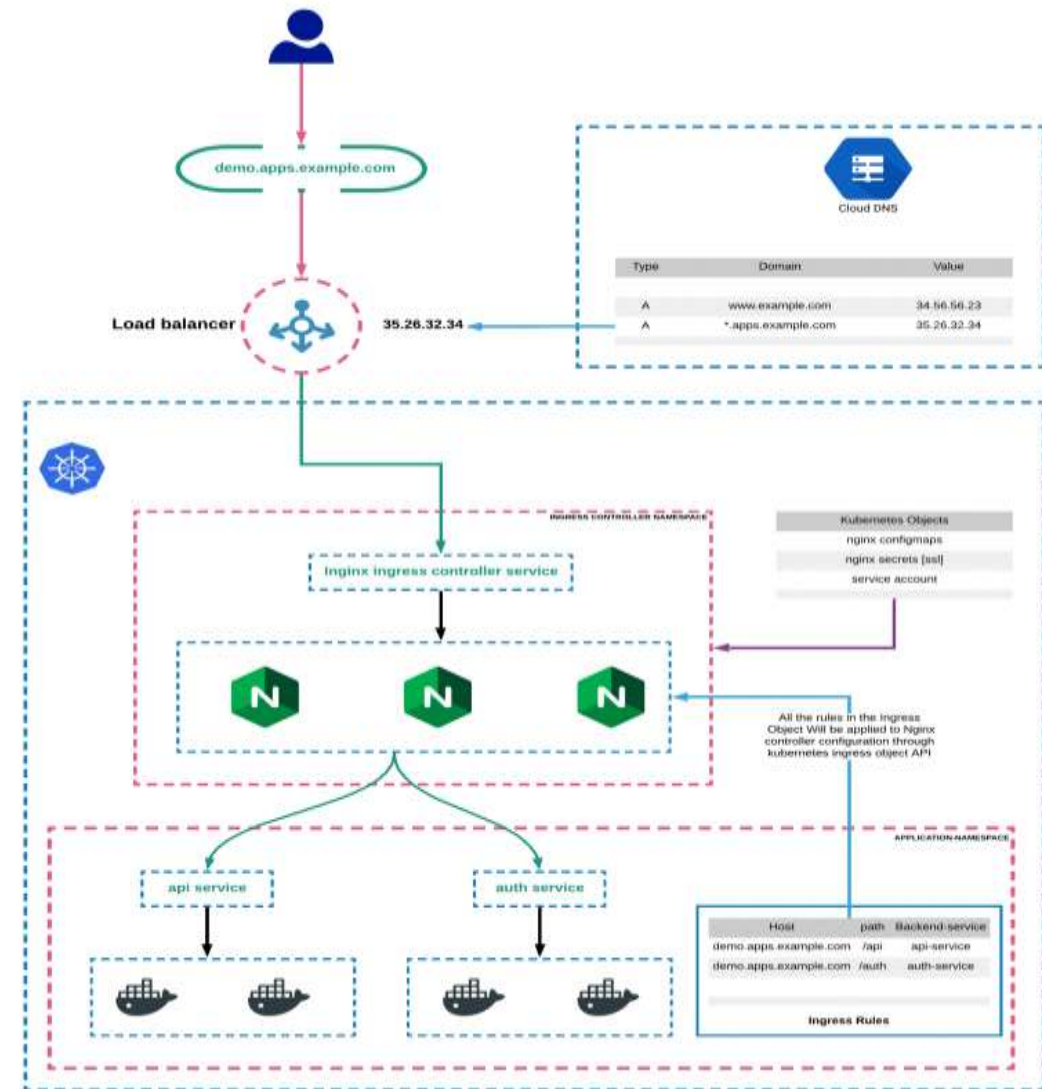 demo.apps.example.com
Cloud DNS
Type Domain Value
A www.example.com 34.56.56.23
A *.apps.example.com 35.26.32.34
Load balancer
35.26.32.34
INGRESS CONTROLLER NAMESPACE
Inginx ingress controller service
Kubernetes Objects
nginx configmaps
nginx secrets [ssl]
service account
All the rules in the Ingress
Object Will be applied to Nginx
controller configuration through
kubernetes ingress object API
APPLICATION-NAMESPACE
api service
auth service
Host path Backend-service
demo.apps.example.com /api api-service
demo.apps.example.com /auth auth-service
Ingress Rules